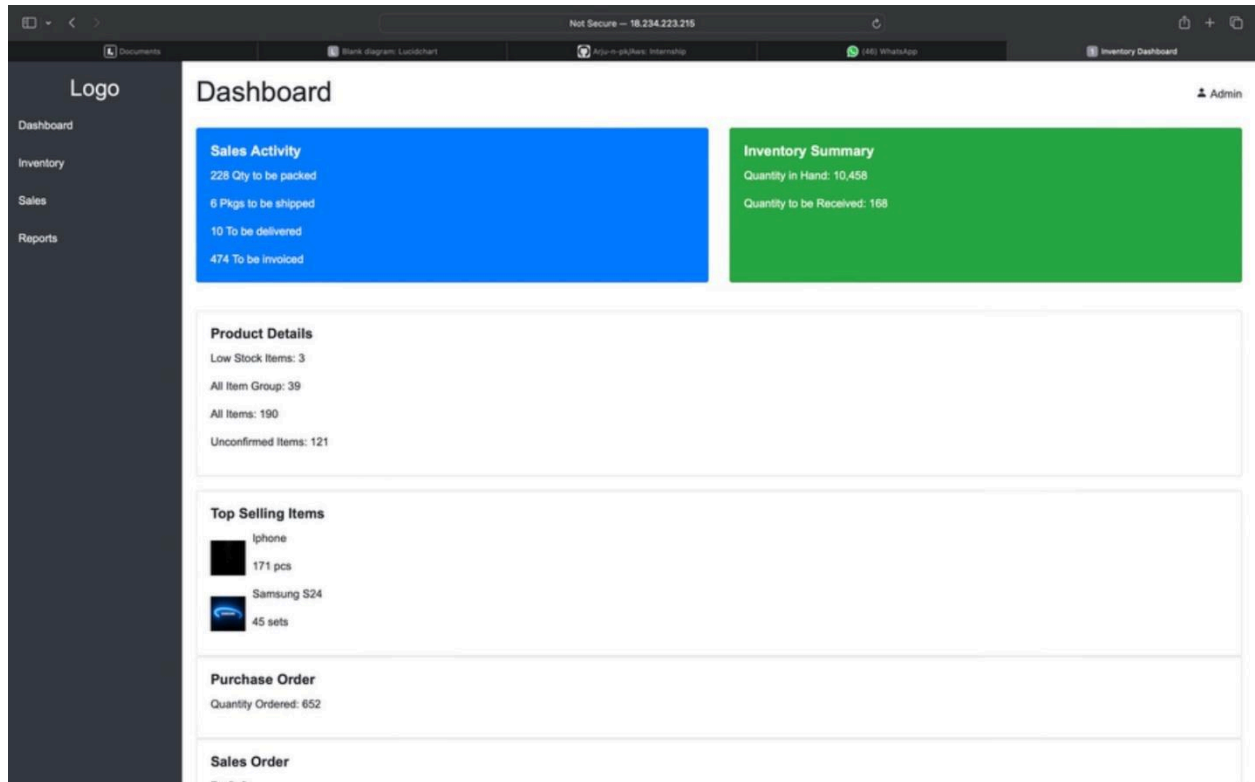 Not Secure — 18.234.223.215
Documents
Blank diagram: Lucidchart
Arju-n-pk/Aws: Internship
(46) WhatsApp
Inventory Dashboard
Logo
Dashboard
Inventory
Sales
Reports
Dashboard
Admin
Sales Activity
228 Qty to be packed
6 Pkgs to be shipped
10 To be delivered
474 To be invoiced
Inventory Summary
Quantity in Hand: 10,458
Quantity to be Received: 168
Product Details
Low Stock Items: 3
All Item Group: 39
All Items: 190
Unconfirmed Items: 121
Top Selling Items
Iphone
171 pcs
Samsung S24
45 sets
Purchase Order
Quantity Ordered: 652
Sales Order